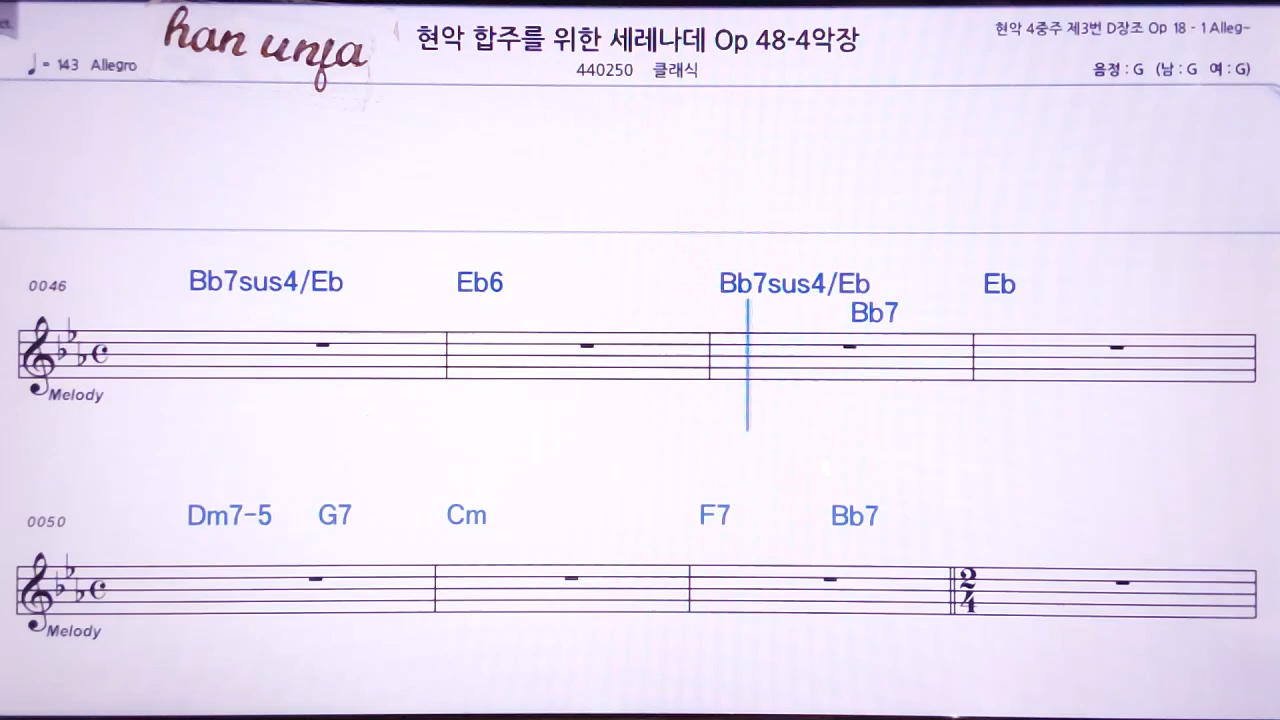 han unfa
현악 합주를 위한 세레나데 Op 48-4악장
440250 클래식
♩= 143 Allegro
현악 4중주 제3번 D장조 Op 18 - 1 Alleg~
음정 : G (남 : G 여 : G)
0046
Bb7sus4/Eb Eb6 Bb7sus4/Eb Eb
Bb7
Melody
0050
Dm7-5 G7 Cm F7 Bb7
2
4
Melody